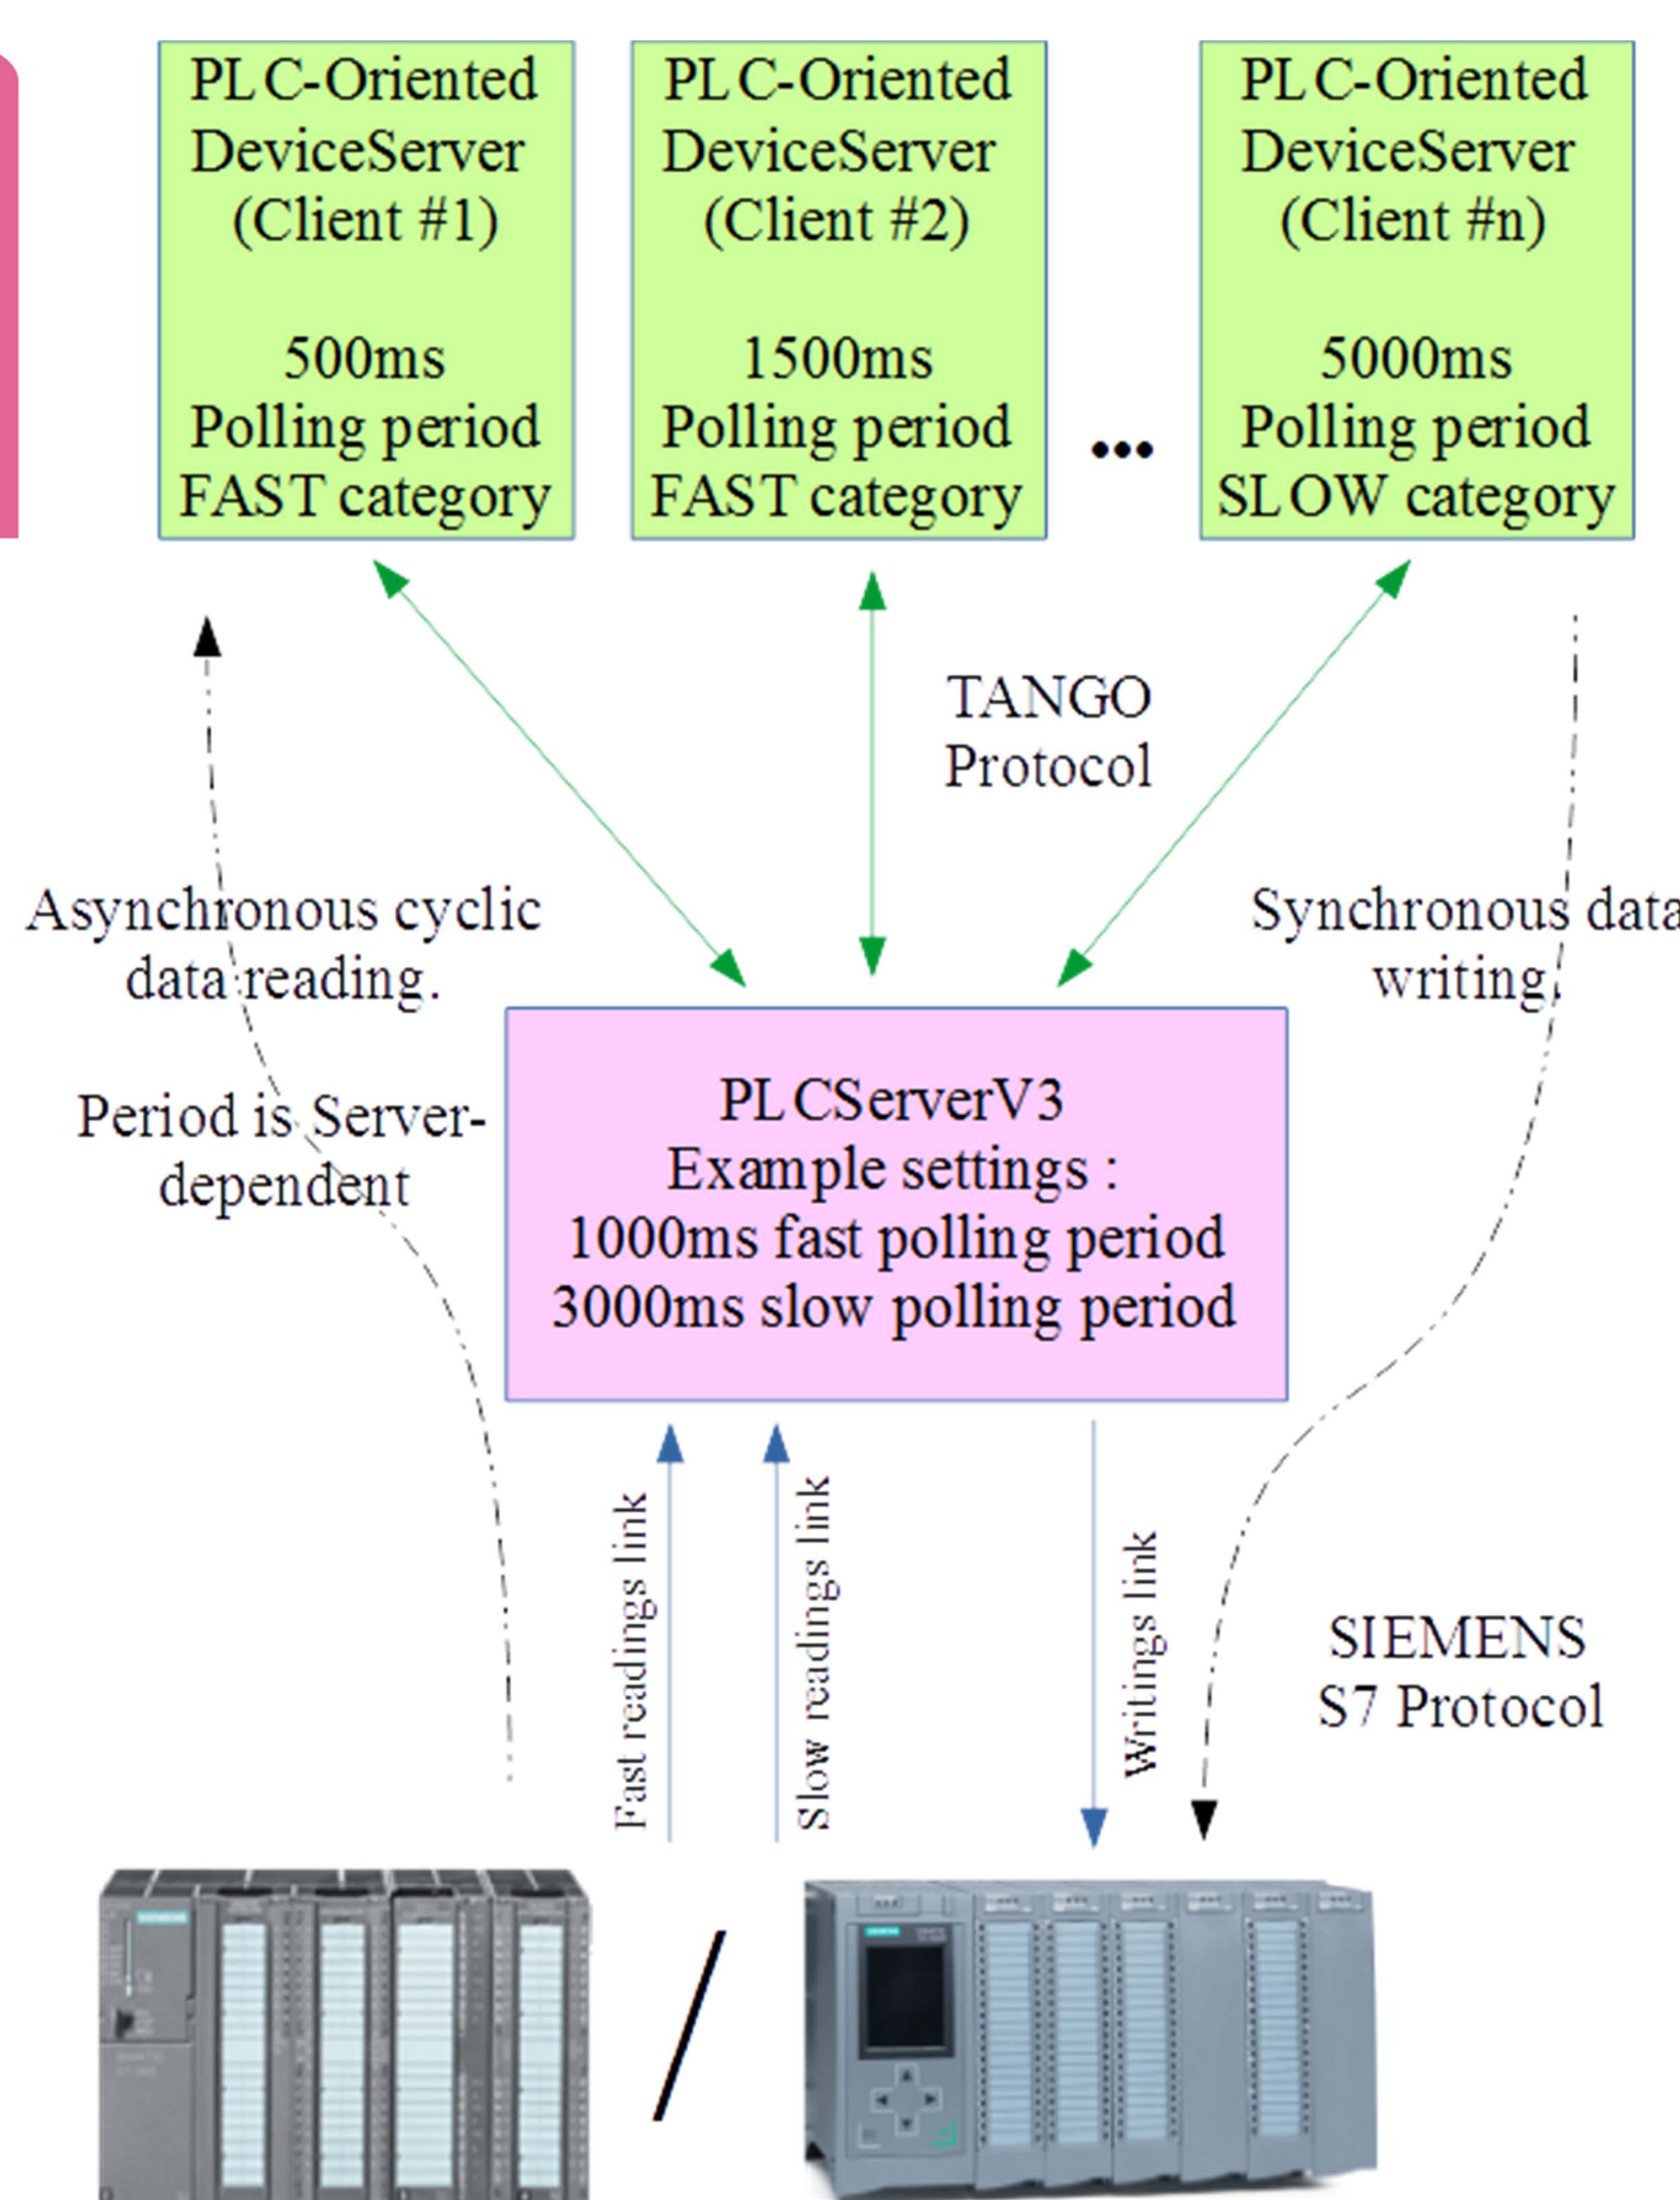 PLC-Oriented
DeviceServer
(Client #1)
500ms
Polling period
FAST category
PLC-Oriented
DeviceServer
(Client #2)
1500ms
Polling period
FAST category
...
PLC-Oriented
DeviceServer
(Client #n)
5000ms
Polling period
SLOW category
TANGO
Protocol
Asynchronous cyclic
data reading.
Synchronous data
writing.
Period is Server-
dependent
PLCServerV3
Example settings :
1000ms fast polling period
3000ms slow polling period
Fast readings link
Slow readings link
Writings link
SIEMENS
S7 Protocol
/
SIEMENS
SIEMENS